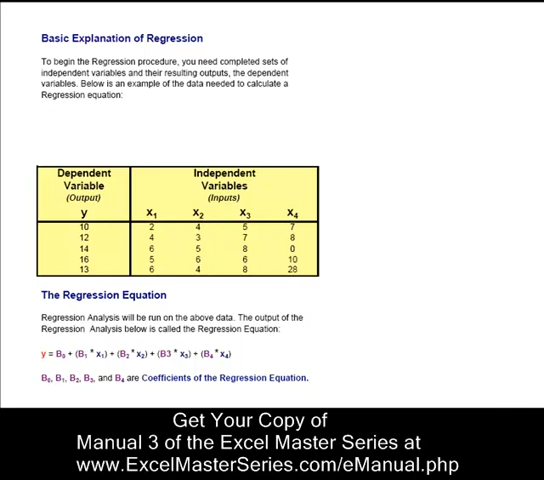 Basic Explanation of Regression
To begin the Regression procedure, you need completed sets of
independent variables and their resulting outputs, the dependent
variables. Below is an example of the data needed to calculate a
Regression equation:
Dependent Independent
Variable Variables
(Output) (Inputs)
y X₁ X₂ X₃ X₄
10 2 4 5 7
12 4 3 7 8
14 6 5 8 0
16 5 6 6 10
13 6 4 8 28
The Regression Equation
Regression Analysis will be run on the above data. The output of the
Regression Analysis below is called the Regression Equation:
y = B₀ + (B₁ * X₁) + (B₂ * X₂) + (B3 * X₃) + (B₄ * X₄)
B₀, B₁, B₂, B₃, and B₄ are Coefficients of the Regression Equation.
Get Your Copy of
Manual 3 of the Excel Master Series at
www.ExcelMasterSeries.com/eManual.php